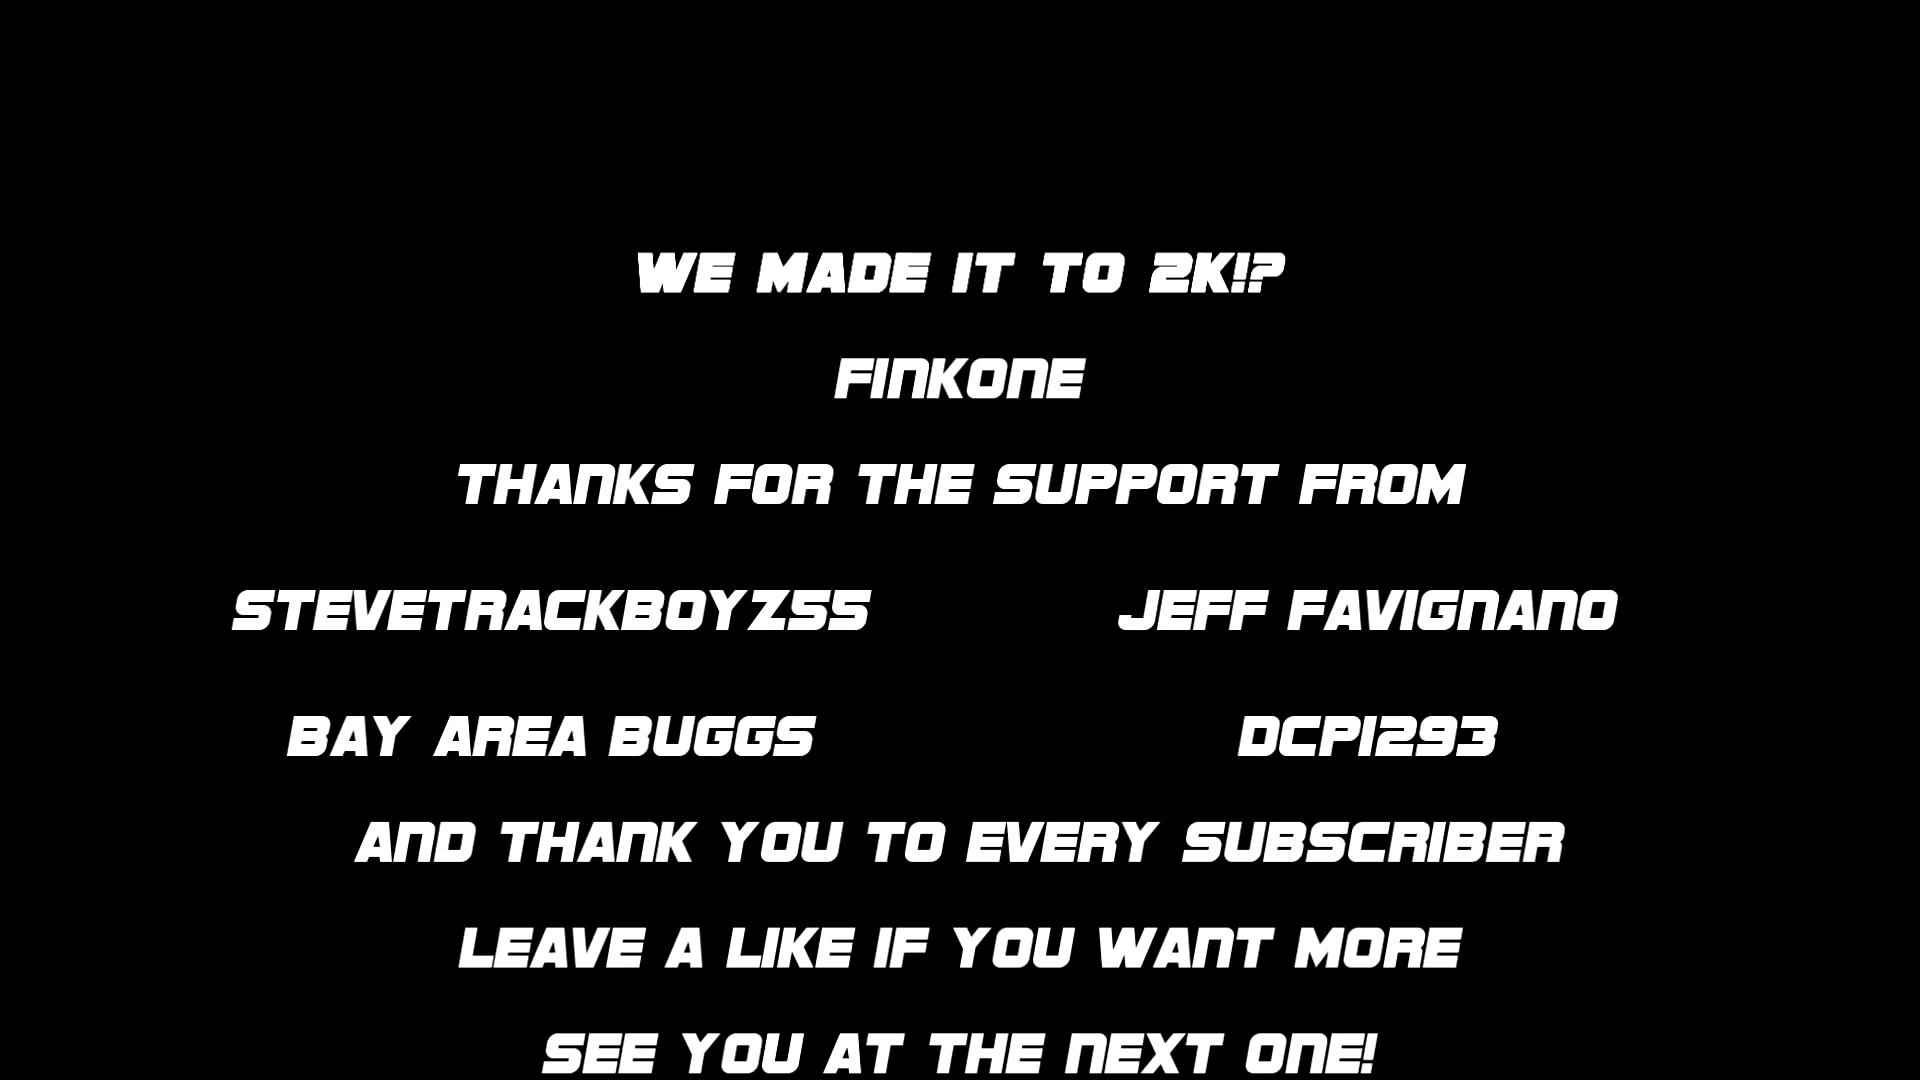 WE MADE IT TO 2K!?
FINKONE
THANKS FOR THE SUPPORT FROM
STEVETRACKBOYZ55 JEFF FAVIGNANO
BAY AREA BUGGS DCP1293
AND THANK YOU TO EVERY SUBSCRIBER
LEAVE A LIKE IF YOU WANT MORE
SEE YOU AT THE NEXT ONE!